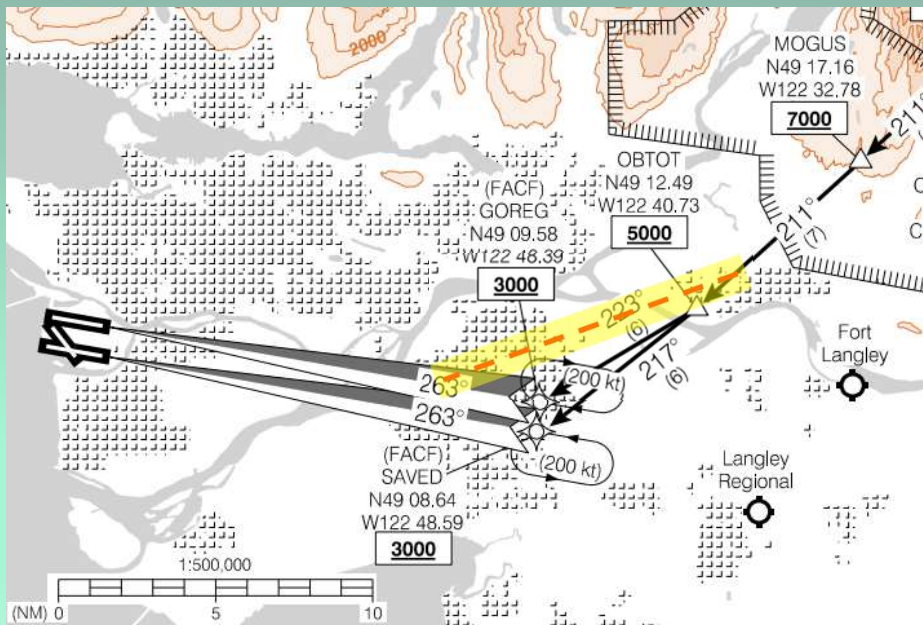 2000
MOGUS
N49 17.16
W122 32.78
7000
211°
OBTOT
N49 12.49
W122 40.73
5000
211°
(7)
(FACF)
GOREG
N49 09.58
W122 48.39
3000
223°
(6)
217°
(6)
Fort
Langley
263°
(200 kt)
263°
(200 kt)
(FACF)
SAVED
N49 08.64
W122 48.59
3000
Langley
Regional
1:500,000
(NM) 0 5 10